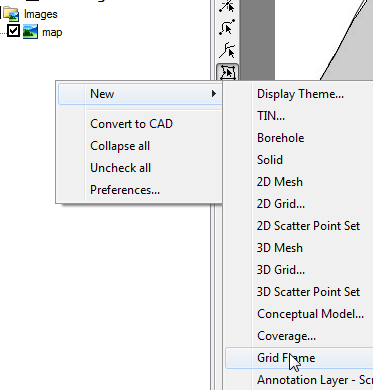 Images
map
New
Convert to CAD
Collapse all
Uncheck all
Preferences...
Display Theme...
TIN...
Borehole
Solid
2D Mesh
2D Grid...
2D Scatter Point Set
3D Mesh
3D Grid...
3D Scatter Point Set
Conceptual Model...
Coverage...
Grid Frame
Annotation Layer - Scr